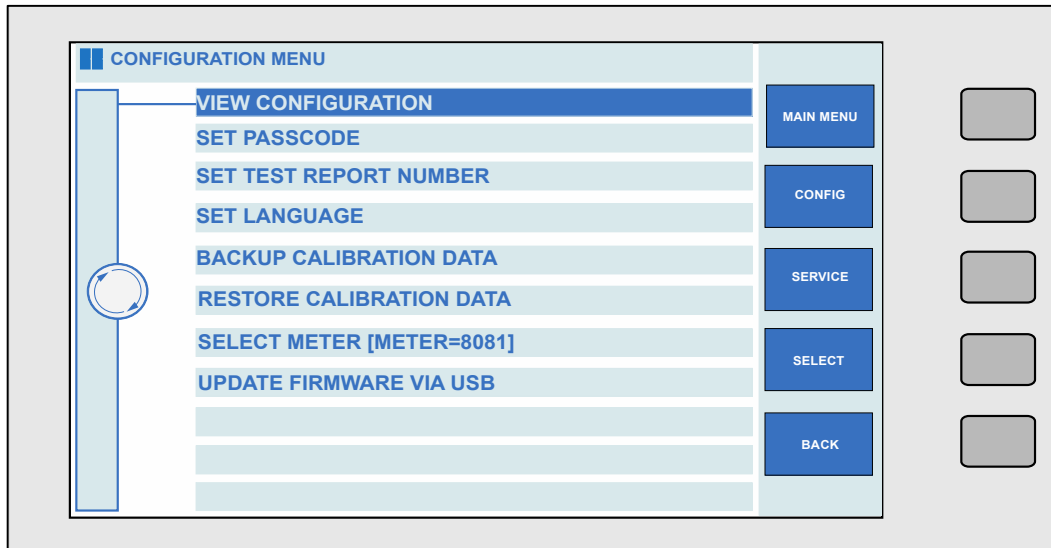 CONFIGURATION MENU
VIEW CONFIGURATION
SET PASSCODE
SET TEST REPORT NUMBER
SET LANGUAGE
BACKUP CALIBRATION DATA
RESTORE CALIBRATION DATA
SELECT METER [METER=8081]
UPDATE FIRMWARE VIA USB
MAIN MENU
CONFIG
SERVICE
SELECT
BACK